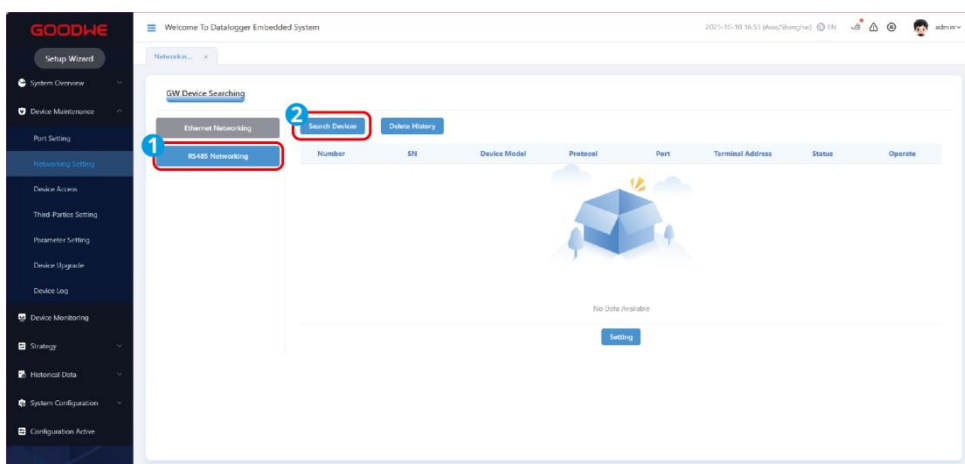 GOODWE
Welcome To Datalogger Embedded System
2025-10-10 16:53 (Asia/Shanghai) EN admin
Setup Wizard
Networkin... ×
System Overview
Device Maintenance
Port Setting
Networking Setting
Device Access
Third-Parties Setting
Parameter Setting
Device Upgrade
Device Log
Device Monitoring
Strategy
Historical Data
System Configuration
Configuration Active
GW Device Searching
Ethernet Networking
1
RS485 Networking
2
Search Devices Delete History
Number SN Device Model Protocol Port Terminal Address Status Operate
No Data Available
Setting